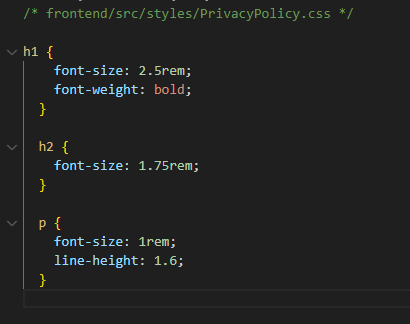 /* frontend/src/styles/PrivacyPolicy.css */
h1 {
font-size: 2.5rem;
font-weight: bold;
}
h2 {
font-size: 1.75rem;
}
p {
font-size: 1rem;
line-height: 1.6;
}